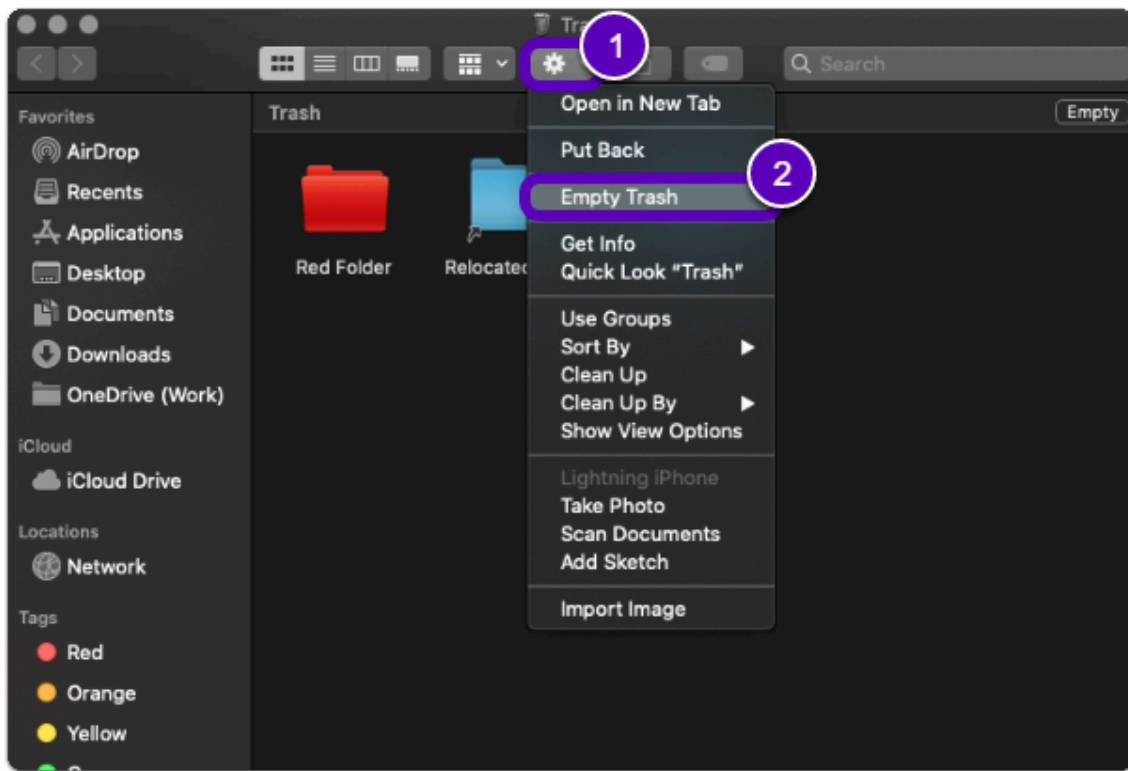 1
Search
Favorites
AirDrop
Recents
Applications
Desktop
Documents
Downloads
OneDrive (Work)
iCloud
iCloud Drive
Locations
Network
Tags
Red
Orange
Yellow
Trash
Empty
Red Folder
Relocated
Open in New Tab
Put Back
2
Empty Trash
Get Info
Quick Look "Trash"
Use Groups
Sort By
Clean Up
Clean Up By
Show View Options
Lightning iPhone
Take Photo
Scan Documents
Add Sketch
Import Image